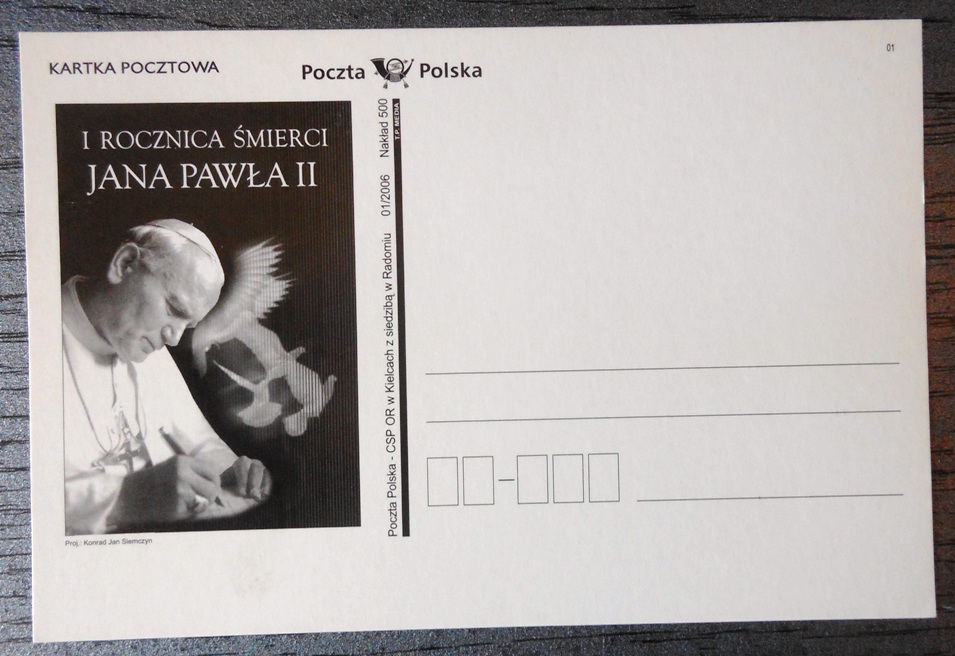 KARTKA POCZTOWA
Poczta Polska
01
I ROCZNICA ŚMIERCI
JANA PAWŁA II
Proj.: Konrad Jan Siemczyn
Poczta Polska - CSP OR w Kielcach z siedzibą w Radomiu 01/2006 Nakład 500
T.P. MEDIA